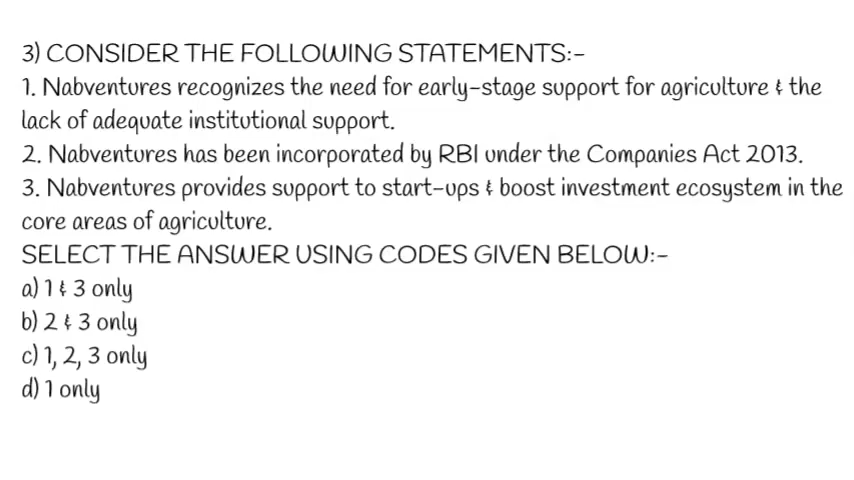 3) CONSIDER THE FOLLOWING STATEMENTS:-
1. Nabventures recognizes the need for early-stage support for agriculture & the
lack of adequate institutional support.
2. Nabventures has been incorporated by RBI under the Companies Act 2013.
3. Nabventures provides support to start-ups & boost investment ecosystem in the
core areas of agriculture.
SELECT THE ANSWER USING CODES GIVEN BELOW:-
a) 1 & 3 only
b) 2 & 3 only
c) 1, 2, 3 only
d) 1 only